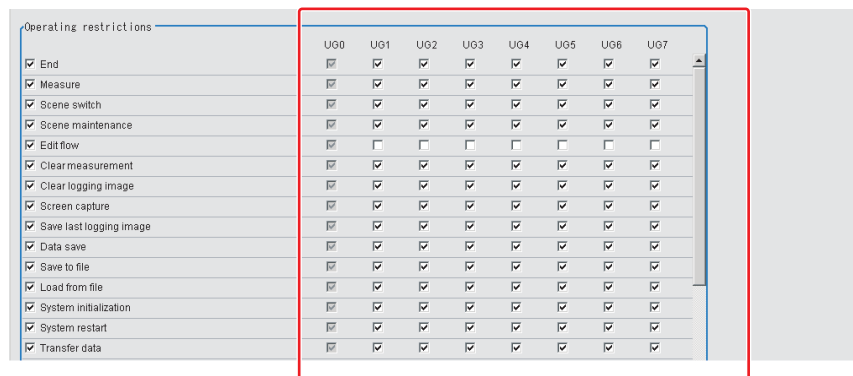 Operating restrictions
UG0 UG1 UG2 UG3 UG4 UG5 UG6 UG7
End
Measure
Scene switch
Scene maintenance
Edit flow
Clear measurement
Clear logging image
Screen capture
Save last logging image
Data save
Save to file
Load from file
System initialization
System restart
Transfer data